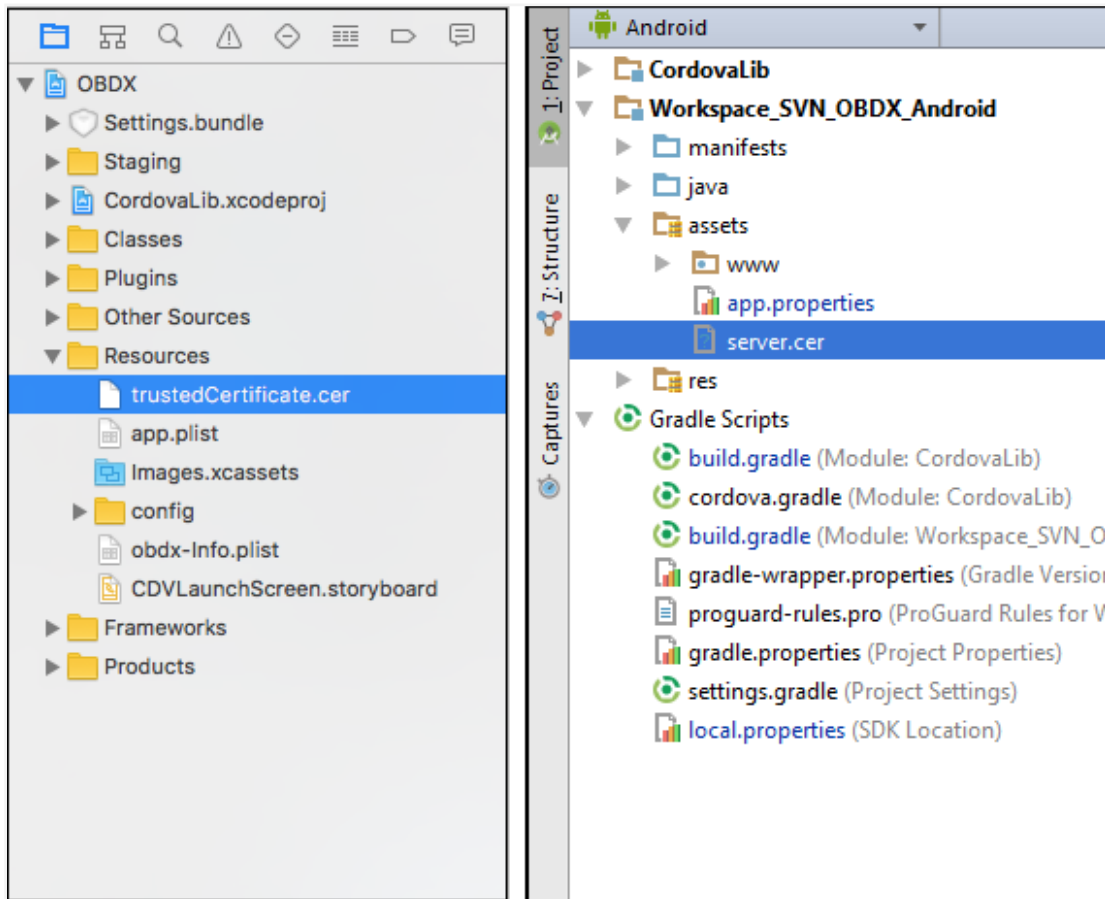 OBDX
Settings.bundle
Staging
CordovaLib.xcodeproj
Classes
Plugins
Other Sources
Resources
trustedCertificate.cer
app.plist
Images.xcassets
config
obdx-Info.plist
CDVLaunchScreen.storyboard
Frameworks
Products
1: Project
7: Structure
Captures
Android
CordovaLib
Workspace_SVN_OBDX_Android
manifests
java
assets
www
app.properties
server.cer
res
Gradle Scripts
build.gradle (Module: CordovaLib)
cordova.gradle (Module: CordovaLib)
build.gradle (Module: Workspace_SVN_O
gradle-wrapper.properties (Gradle Version
proguard-rules.pro (ProGuard Rules for W
gradle.properties (Project Properties)
settings.gradle (Project Settings)
local.properties (SDK Location)